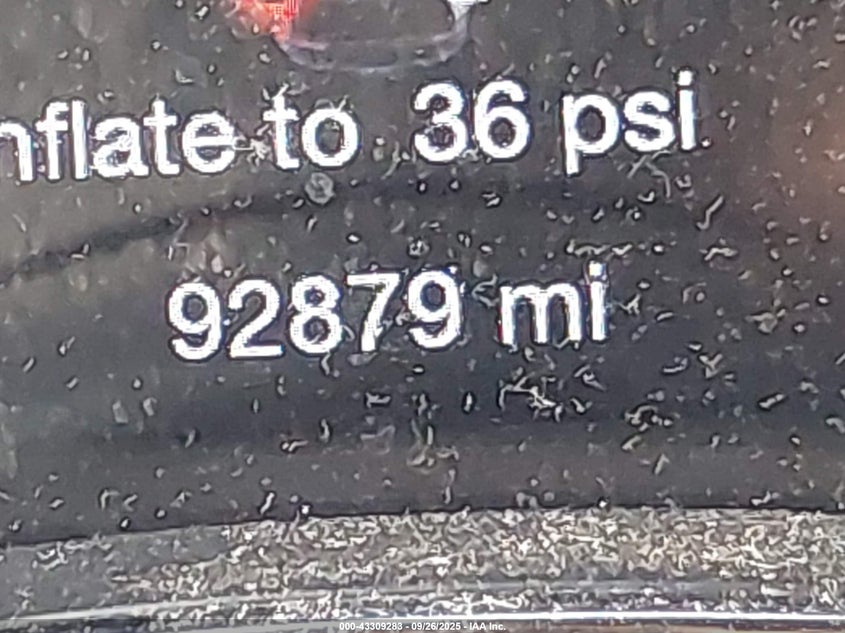 nflate to 36 psi
92879 mi
000-43309283 - 09/26/2025 - IAA Inc.